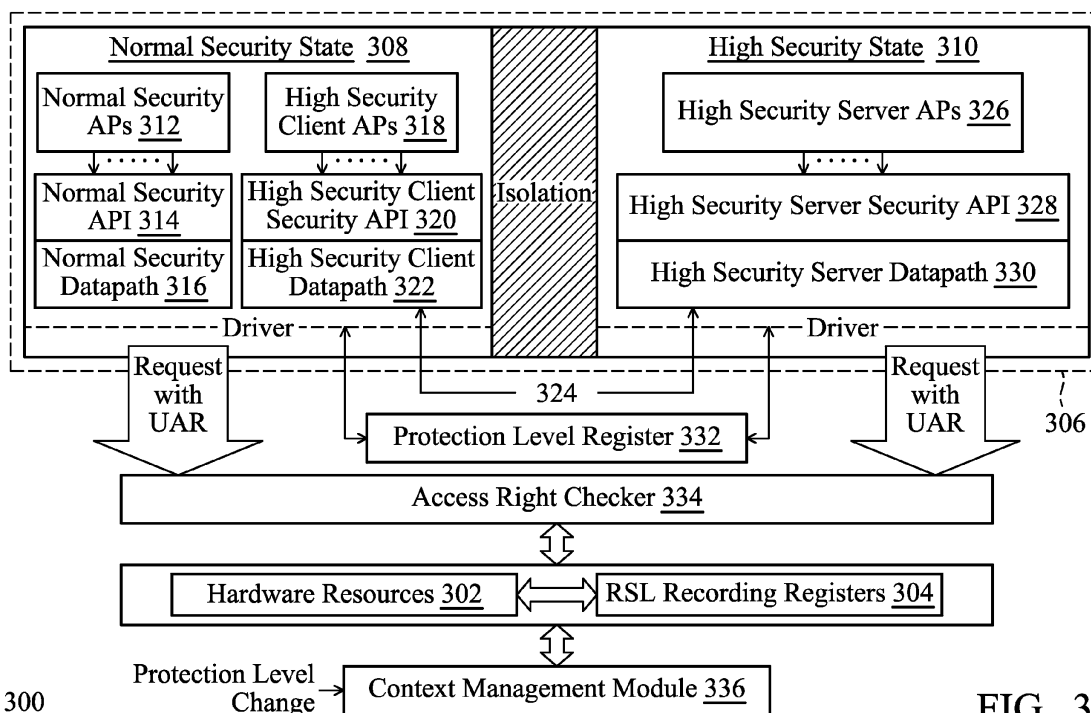 Normal Security State 308
High Security State 310
Normal Security
APs 312
High Security
Client APs 318
High Security Server APs 326
Normal Security
API 314
High Security Client
Security API 320
Isolation
High Security Server Security API 328
Normal Security
Datapath 316
High Security Client
Datapath 322
High Security Server Datapath 330
Driver
Driver
Request
with
UAR
324
Request
with
UAR
306
Protection Level Register 332
Access Right Checker 334
Hardware Resources 302
RSL Recording Registers 304
Protection Level
Change
Context Management Module 336
300
FIG. 3